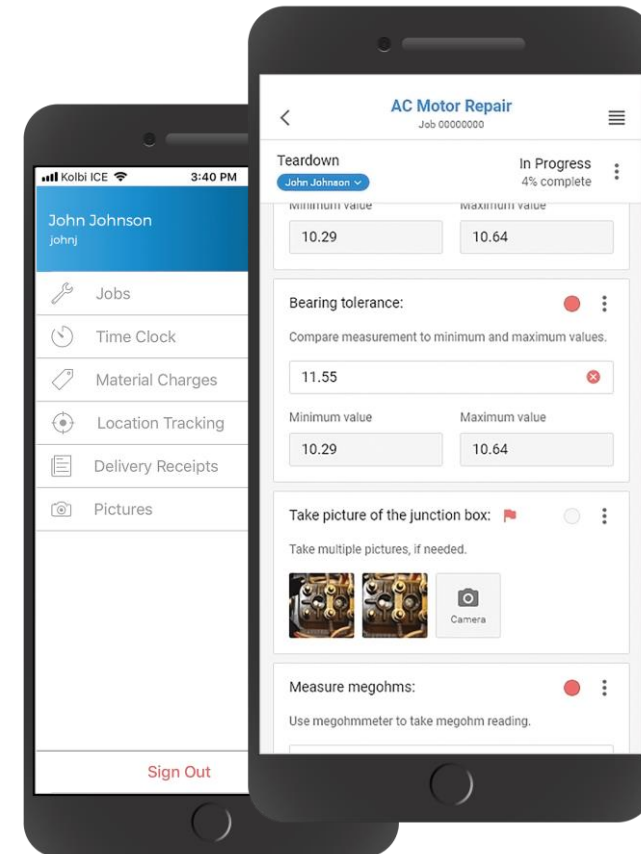 Kolbi ICE 3:40 PM
John Johnson
johnj
Jobs
Time Clock
Material Charges
Location Tracking
Delivery Receipts
Pictures
Sign Out
AC Motor Repair
Job 00000000
Teardown In Progress
John Johnson 4% complete
Minimum value Maximum value
10.29 10.64
Bearing tolerance:
Compare measurement to minimum and maximum values.
11.55
Minimum value Maximum value
10.29 10.64
Take picture of the junction box:
Take multiple pictures, if needed.
Camera
Measure megohms:
Use megohmmeter to take megohm reading.